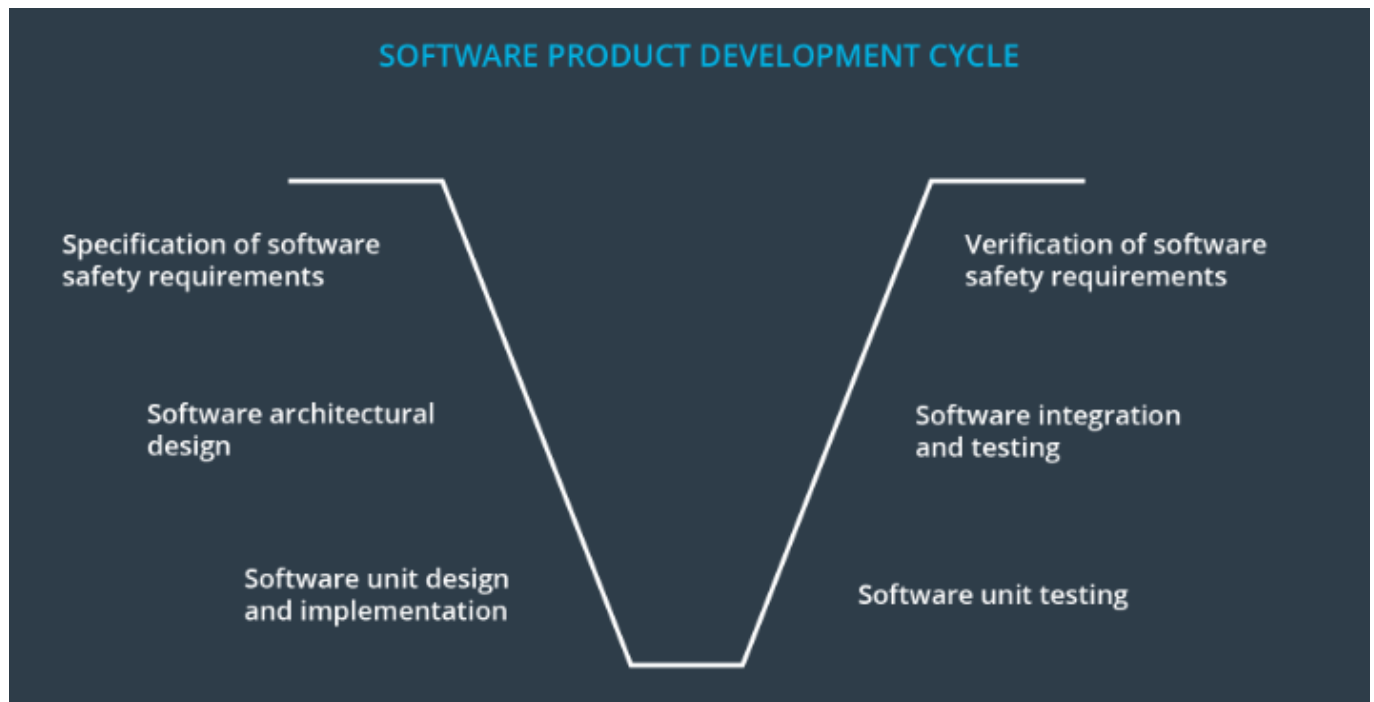 SOFTWARE PRODUCT DEVELOPMENT CYCLE
Specification of software
safety requirements
Verification of software
safety requirements
Software architectural
design
Software integration
and testing
Software unit design
and implementation
Software unit testing